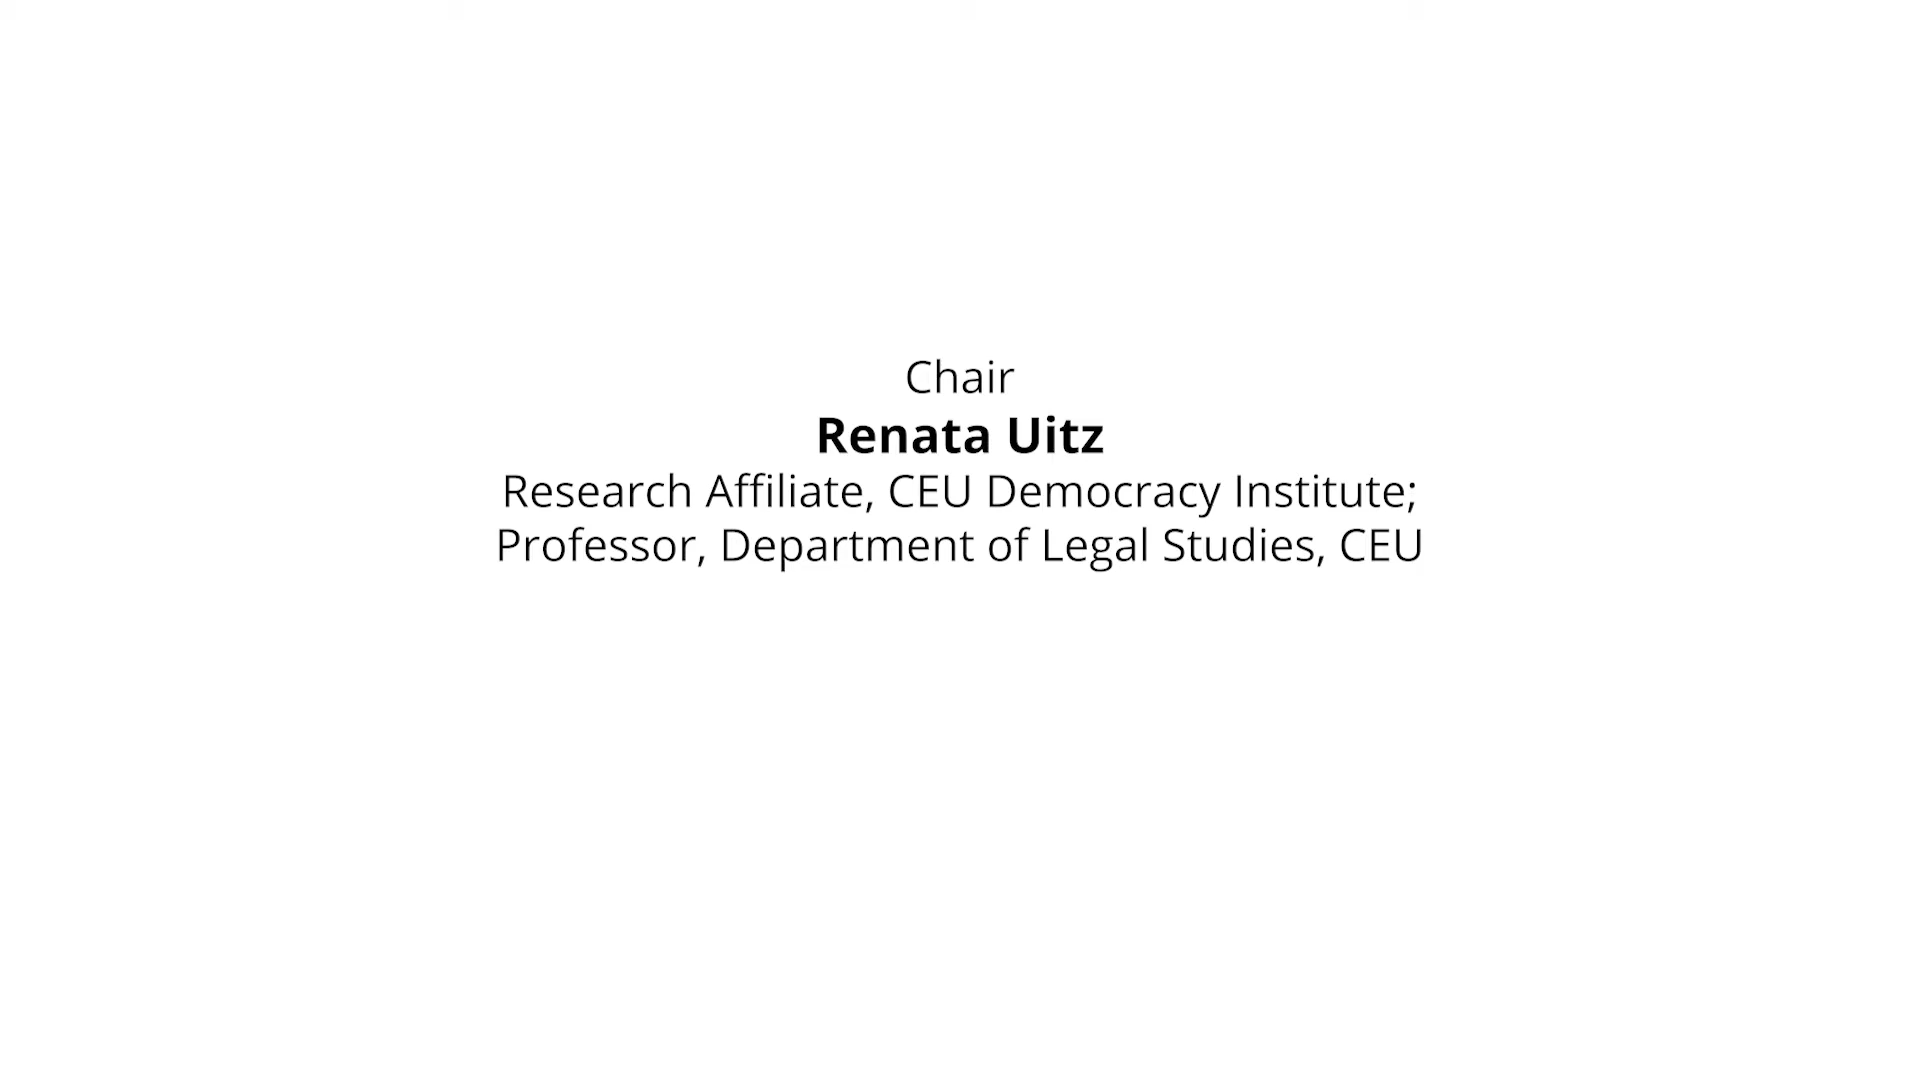 Chair
Renata Uitz
Research Affiliate, CEU Democracy Institute;
Professor, Department of Legal Studies, CEU